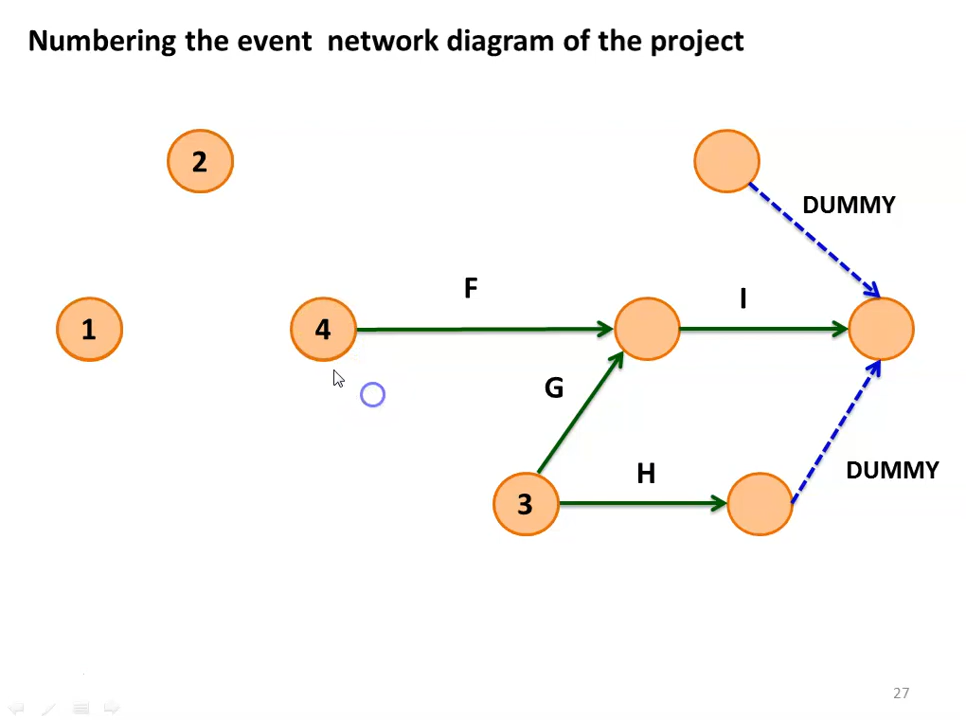 Numbering the event network diagram of the project
2
DUMMY
F
I
1
4
G
H
DUMMY
3
27